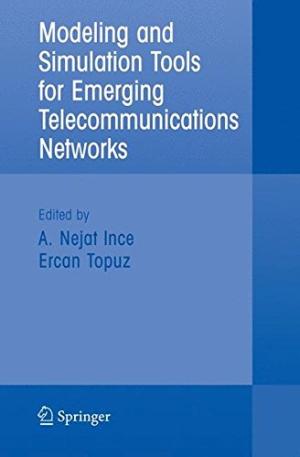 Modeling and
Simulation Tools
for Emerging
Telecommunications
Networks
Edited by
A. Nejat Ince
Ercan Topuz
Springer